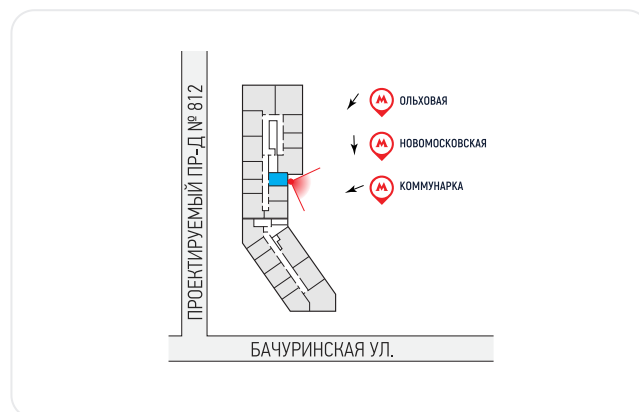 ПРОЕКТИРУЕМЫЙ ПР-Д № 812
М ОЛЬХОВАЯ
М НОВОМОСКОВСКАЯ
М КОММУНАРКА
БАЧУРИНСКАЯ УЛ.